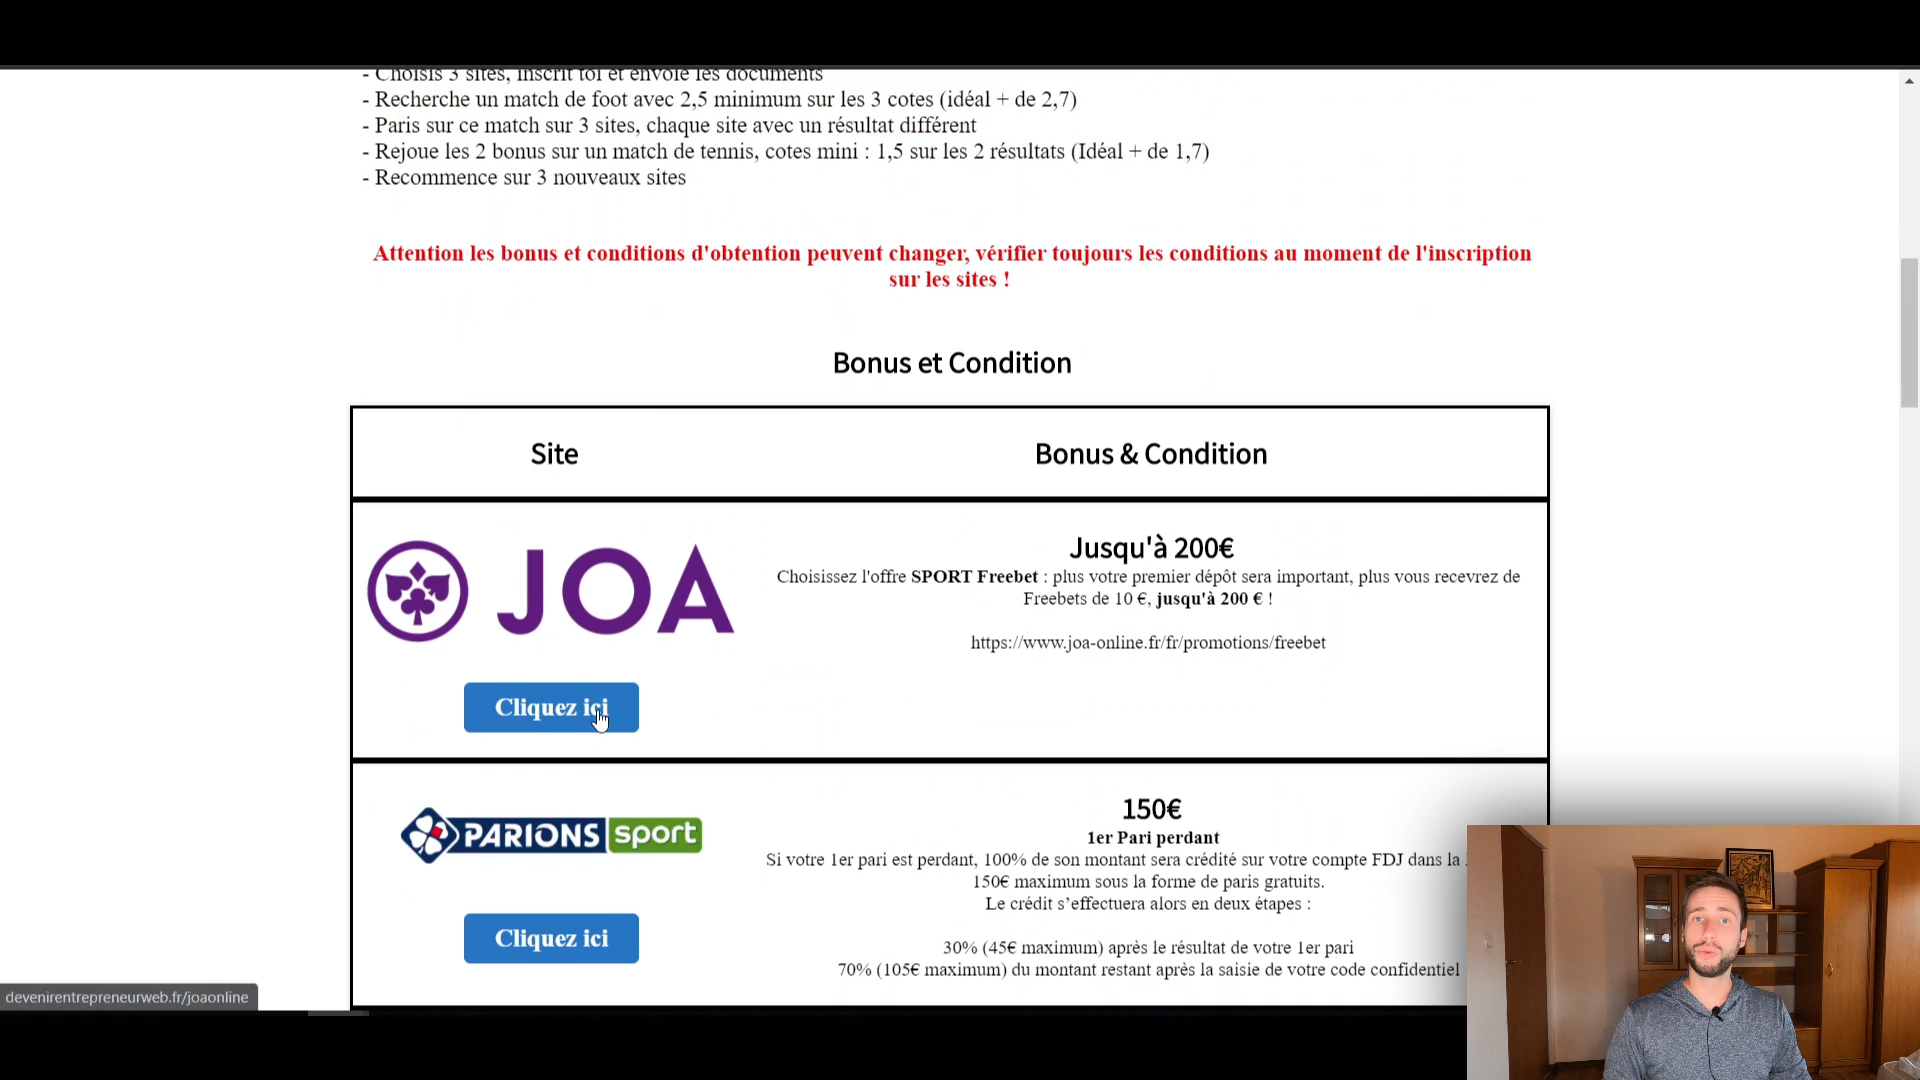 - Choisis 3 sites, inscrit toi et envoie les documents
- Recherche un match de foot avec 2,5 minimum sur les 3 cotes (idéal + de 2,7)
- Paris sur ce match sur 3 sites, chaque site avec un résultat différent
- Rejoue les 2 bonus sur un match de tennis, cotes mini : 1,5 sur les 2 résultats (Idéal + de 1,7)
- Recommence sur 3 nouveaux sites
Attention les bonus et conditions d'obtention peuvent changer, vérifier toujours les conditions au moment de l'inscription
sur les sites !
Bonus et Condition
Site
Bonus & Condition
JOA
Cliquez ici
Jusqu'à 200€
Choisissez l'offre SPORT Freebet : plus votre premier dépôt sera important, plus vous recevrez de
Freebets de 10 €, jusqu'à 200 € !
https://www.joa-online.fr/fr/promotions/freebet
PARIONS sport
Cliquez ici
150€
1er Pari perdant
Si votre 1er pari est perdant, 100% de son montant sera crédité sur votre compte FDJ dans la
150€ maximum sous la forme de paris gratuits.
Le crédit s’effectuera alors en deux étapes :
30% (45€ maximum) après le résultat de votre 1er pari
70% (105€ maximum) du montant restant après la saisie de votre code confidentiel
devenirentrepreneurweb.fr/joaonline